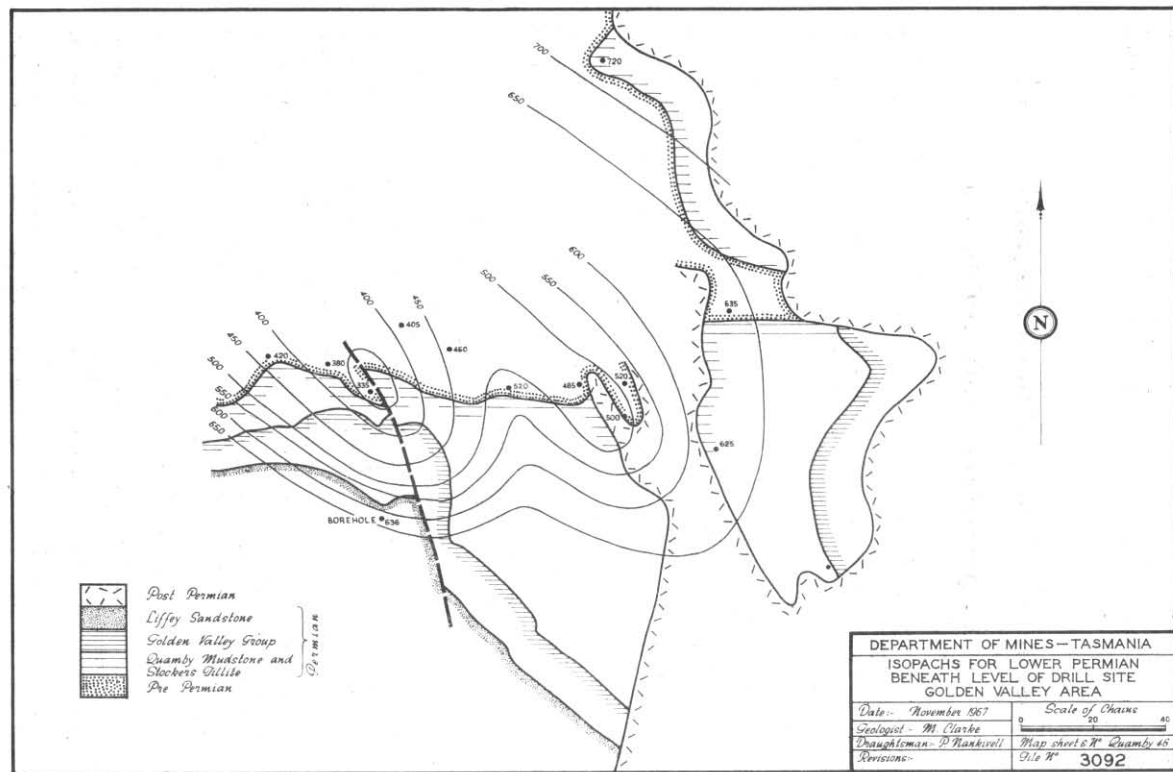 700
650
720
600
550
500
635
400
450
400
450
500
550
600
650
405
460
420
380
335
520
485
520
500
625
BOREHOLE 636
N
Post Permian
Liffey Sandstone
Golden Valley Group
Quamby Mudstone and
Stockers Tillite
Pre Permian
Permian
DEPARTMENT OF MINES—TASMANIA
ISOPACHS FOR LOWER PERMIAN
BENEATH LEVEL OF DRILL SITE
GOLDEN VALLEY AREA
Date:- November 1967
Geologist - M. Clarke
Draughtsman:- P. Nankivell
Revisions:-
Scale of Chains
0 20 40
Map sheet & Nº Quamby 46
File Nº 3092